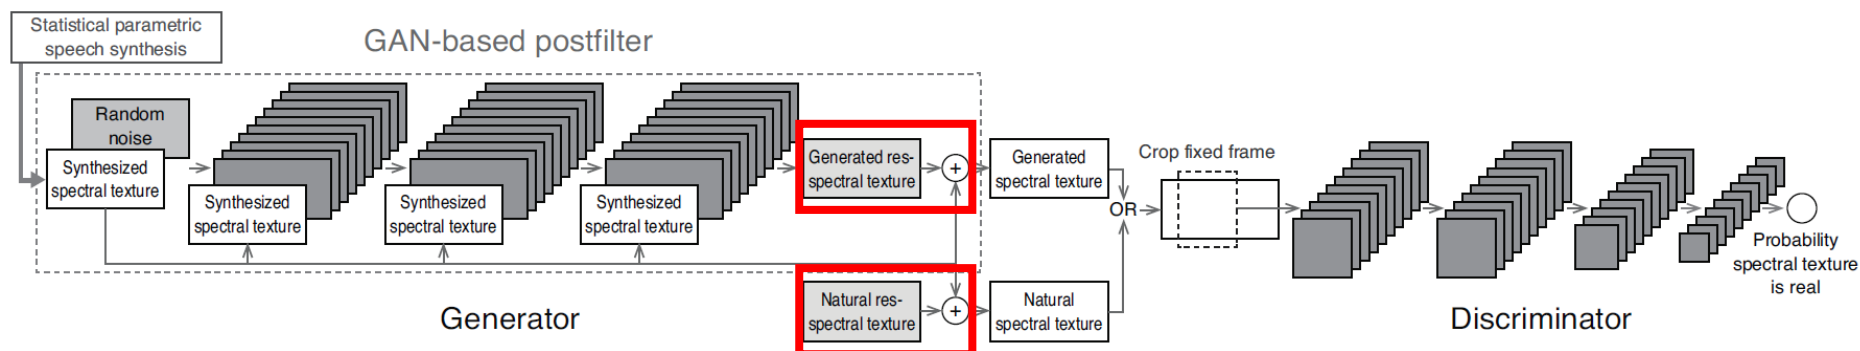 Statistical parametric
speech synthesis
GAN-based postfilter
Random
noise
Synthesized
spectral texture
Synthesized
spectral texture
Synthesized
spectral texture
Synthesized
spectral texture
Generated res-
spectral texture
+
Generated
spectral texture
Natural res-
spectral texture
+
Natural
spectral texture
OR
Crop fixed frame
Probability
spectral texture
is real
Generator
Discriminator